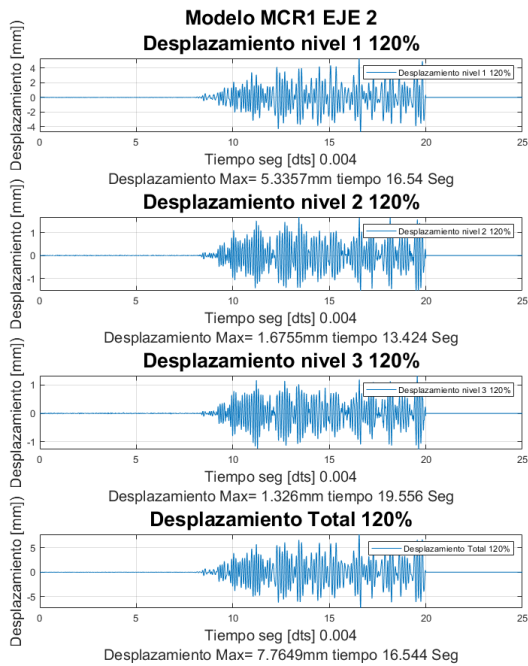 Modelo MCR1 EJE 2
Desplazamiento nivel 1 120%
Desplazamiento [mm])
4
2
0
-2
-4
Desplazamiento nivel 1 120%
0 5 10 15 20 25
Tiempo seg [dts] 0.004
Desplazamiento Max= 5.3357mm tiempo 16.54 Seg
Desplazamiento nivel 2 120%
Desplazamiento [mm])
1
0
-1
Desplazamiento nivel 2 120%
0 5 10 15 20 25
Tiempo seg [dts] 0.004
Desplazamiento Max= 1.6755mm tiempo 13.424 Seg
Desplazamiento nivel 3 120%
Desplazamiento [mm])
1
0
-1
Desplazamiento nivel 3 120%
0 5 10 15 20 25
Tiempo seg [dts] 0.004
Desplazamiento Max= 1.326mm tiempo 19.556 Seg
Desplazamiento Total 120%
Desplazamiento [mm])
5
0
-5
Desplazamiento Total 120%
0 5 10 15 20 25
Tiempo seg [dts] 0.004
Desplazamiento Max= 7.7649mm tiempo 16.544 Seg